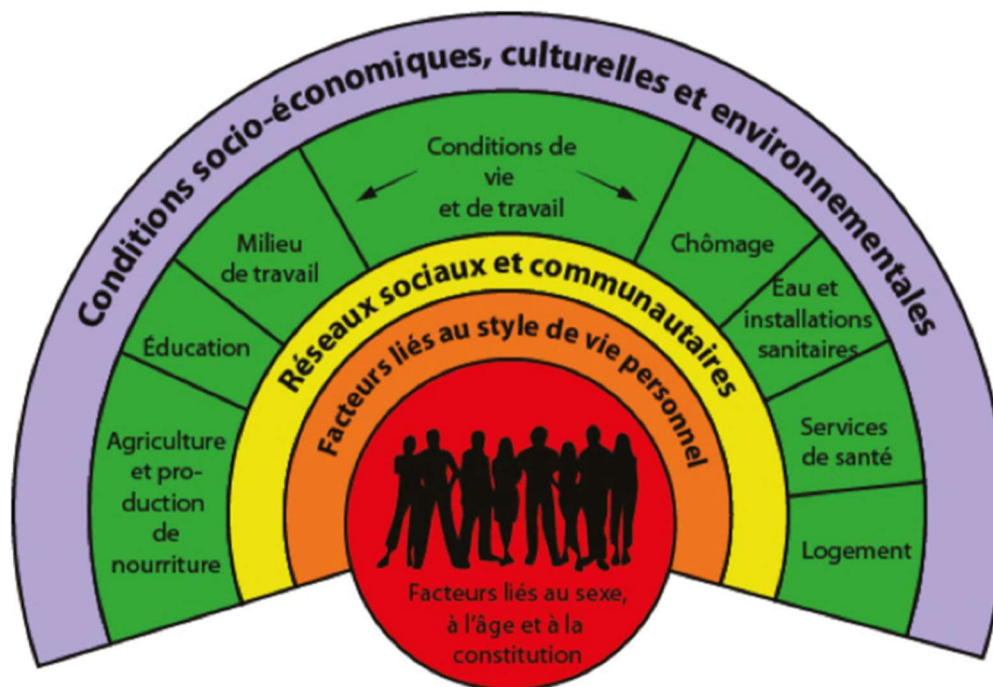 Conditions socio-économiques, culturelles et environnementales
Conditions de
vie
et de travail
Milieu
de travail
Chômage
Éducation
Eau et
installations
sanitaires
Agriculture
et pro-
duction
de
nourriture
Services
de santé
Logement
Réseaux sociaux et communautaires
Facteurs liés au style de vie personnel
Facteurs liés au sexe,
à l'âge et à la
constitution